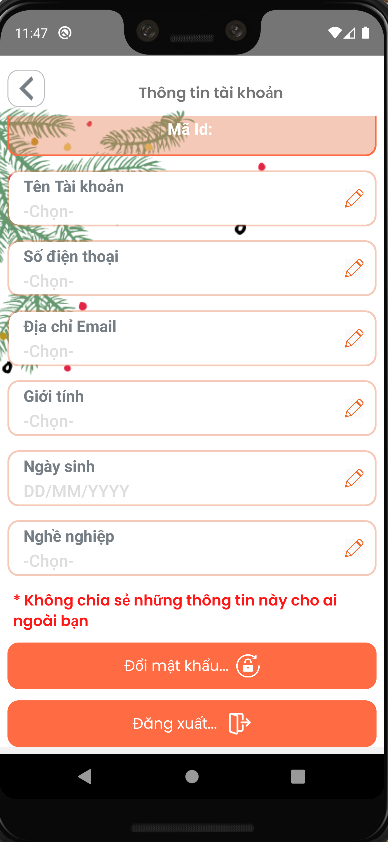 11:47
Thông tin tài khoản
Mã Id:
Tên Tài khoản
-Chọn-
Số điện thoại
-Chọn-
Địa chỉ Email
-Chọn-
Giới tính
-Chọn-
Ngày sinh
DD/MM/YYYY
Nghề nghiệp
-Chọn-
* Không chia sẻ những thông tin này cho ai
ngoài bạn
Đổi mật khẩu...
Đăng xuất...